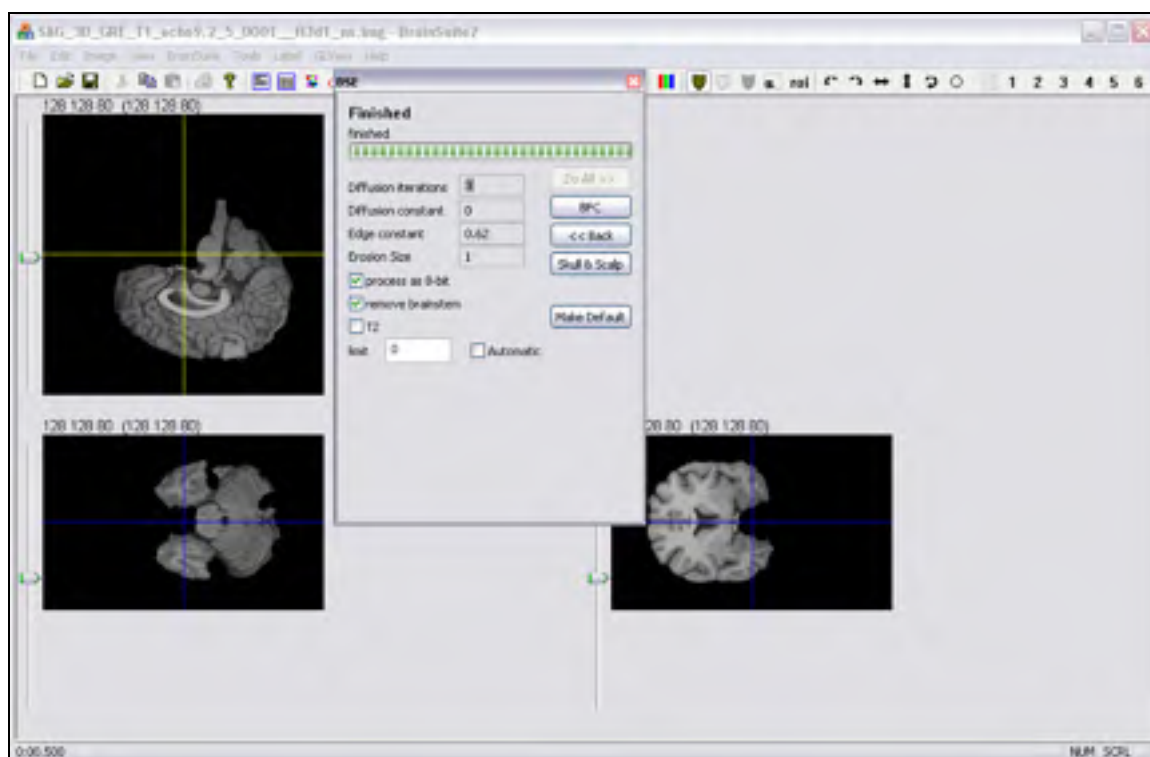 SAG_3D_GRE_T1_echo9.2_5_0001__fl3d1_ns.img - BrainSuite2
File Edit Image View BrainSuite Tools Label GLView Help
BSE
roi 1 2 3 4 5 6
128 128 80 (128 128 80)
Finished
finished
Diffusion iterations
Do All >>
Diffusion constant 0
BFC
Edge constant 0.62
<< Back
Erosion Size 1
Skull & Scalp
process as 8-bit
remove brainstem
Make Default
T2
limit 0
Automatic
128 128 80 (128 128 80)
28 80 (128 128 80)
0:00.500
NUM SCRL